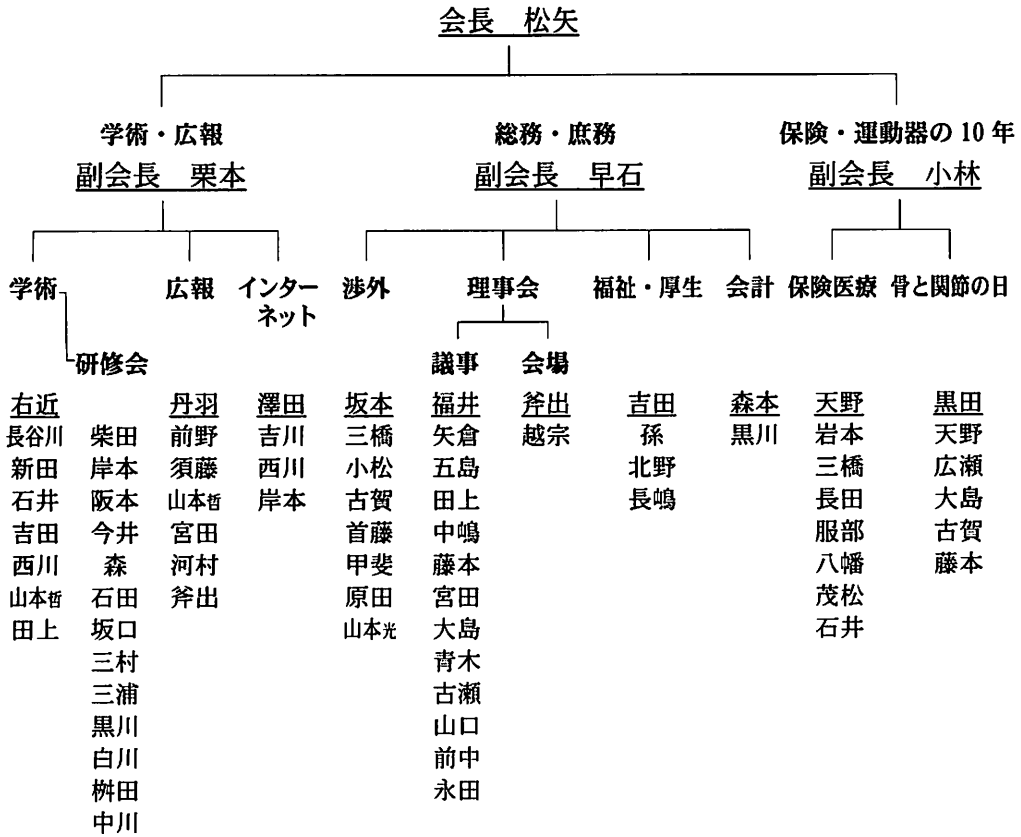 会長　松矢
学術・広報
副会長　栗本
総務・庶務
副会長　早石
保険・運動器の10年
副会長　小林
学術
研修会
広報
インター
ネット
渉外
理事会
議事
会場
福祉・厚生
会計
保険医療
骨と関節の日
右近
長谷川
新田
石井
吉田
西川
山本哲
田上
柴田
岸本
阪本
今井
森
石田
坂口
三村
三浦
黒川
白川
桝田
中川
丹羽
前野
須藤
山本哲
宮田
河村
斧出
澤田
吉川
西川
岸本
坂本
三橋
小松
古賀
首藤
甲斐
原田
山本光
福井
矢倉
五島
田上
中嶋
藤本
宮田
大島
青木
古瀬
山口
前中
永田
斧出
越宗
吉田
孫
北野
長嶋
森本
黒川
天野
岩本
三橋
長田
服部
八幡
茂松
石井
黒田
天野
広瀬
大島
古賀
藤本